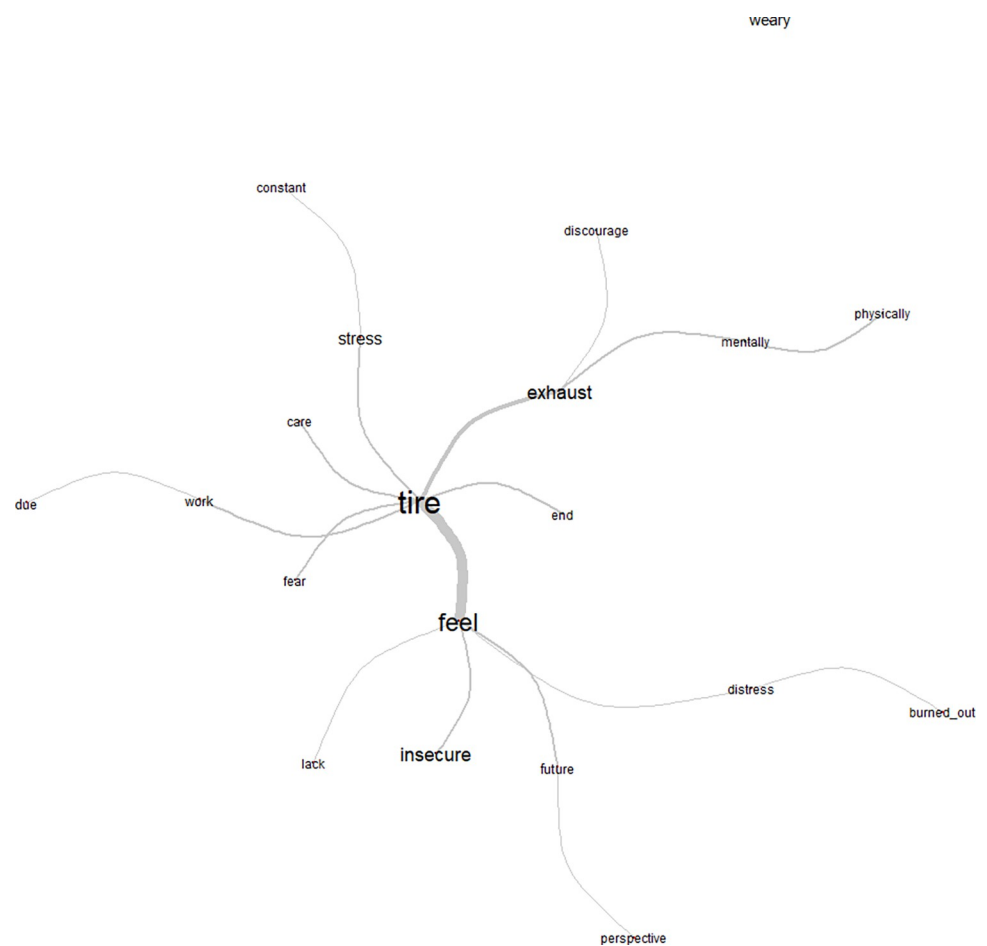 weary
constant
discourage
physically
stress
mentally
exhaust
care
tire
work
due
end
fear
feel
distress
burned_out
insecure
lack
future
perspective